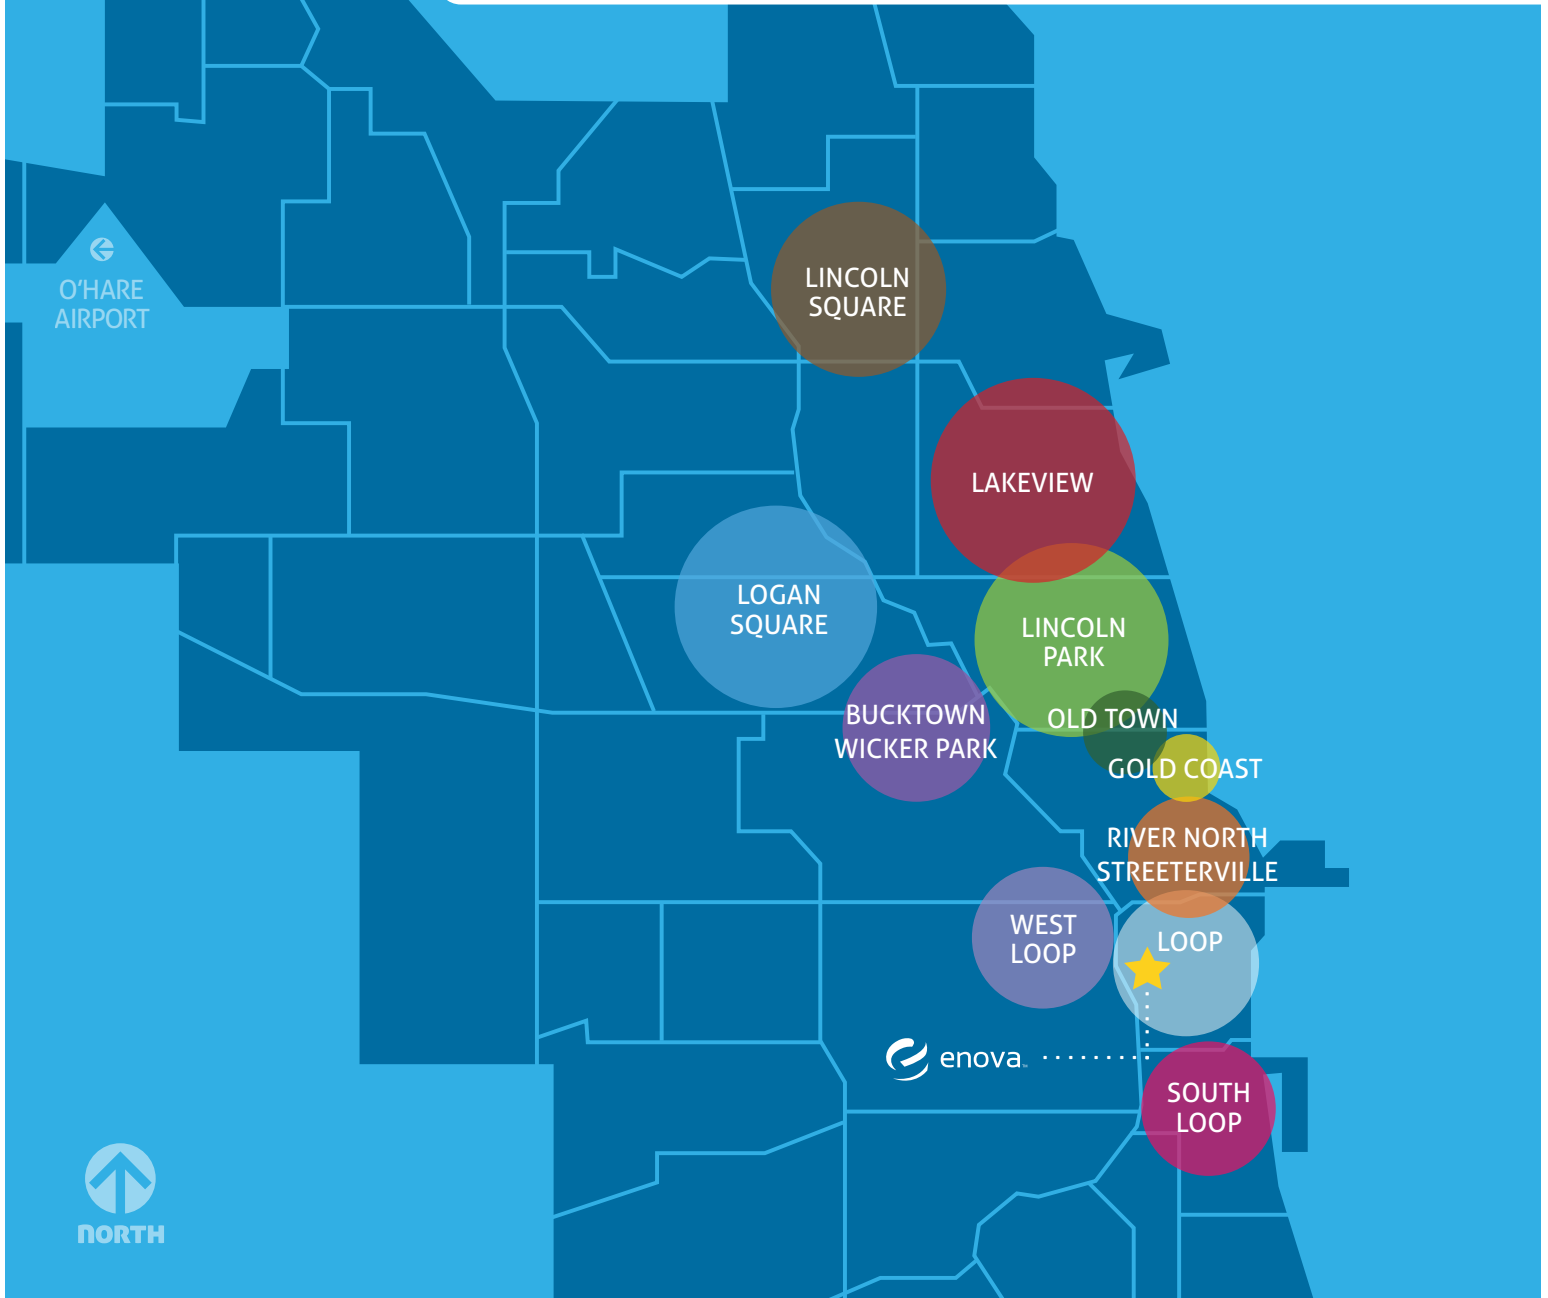 LINCOLN
SQUARE
O'HARE
AIRPORT
LAKEVIEW
LOGAN
SQUARE
LINCOLN
PARK
BUCKTOWN
WICKER PARK
OLD TOWN
GOLD COAST
RIVER NORTH
STREETERVILLE
WEST
LOOP
LOOP
enova™
SOUTH
LOOP
NORTH